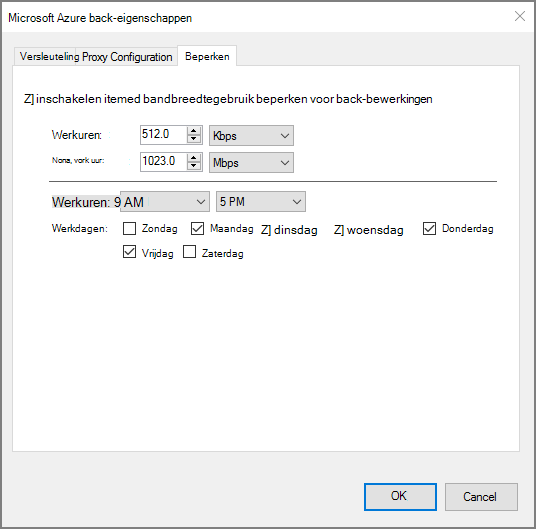 Microsoft Azure back-eigenschappen
Versleuteling Proxy Configuration Beperken
Z] inschakelen itemed bandbreedtegebruik beperken voor back-bewerkingen
Werkuren: 512.0 Kbps
Nona, vork uur: 1023.0 Mbps
Werkuren: 9 AM 5 PM
Werkdagen: Zondag Maandag Z] dinsdag Z] woensdag Donderdag
Vrijdag Zaterdag
OK Cancel